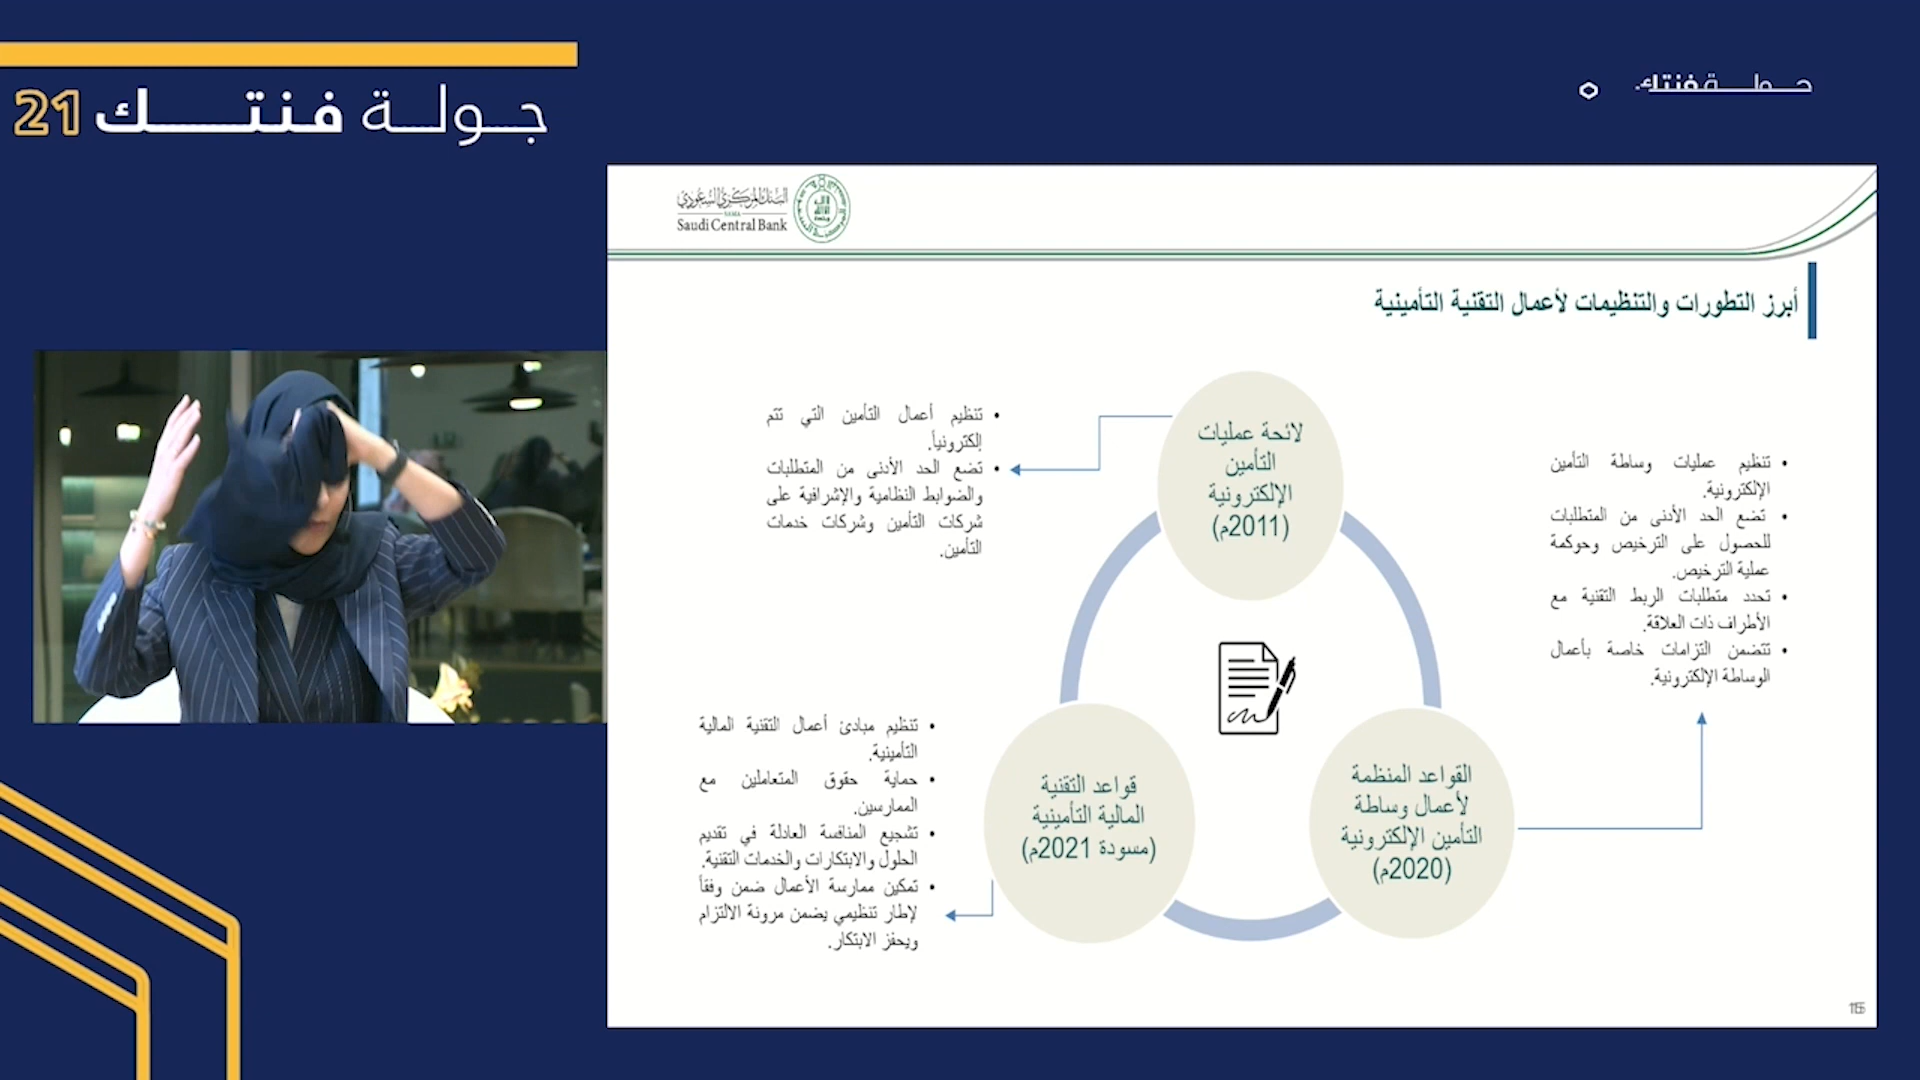 جولة فنتك 21
جولة فنتك
البنك المركزي السعودي
SAMA
Saudi Central Bank
أبرز التطورات والتنظيمات لأعمال التقنية التأمينية
لائحة عمليات
التأمين
الإلكترونية
(2011م)
• تنظيم أعمال التأمين التي تتم
إلكترونياً.
• تضع الحد الأدنى من المتطلبات
والضوابط النظامية والإشرافية على
شركات التأمين وشركات خدمات
التأمين.
• تنظيم عمليات وساطة التأمين
الإلكترونية.
• تضع الحد الأدنى من المتطلبات
للحصول على الترخيص وحوكمة
عملية الترخيص.
• تحدد متطلبات الربط التقنية مع
الأطراف ذات العلاقة.
• تتضمن التزامات خاصة بأعمال
الوساطة الإلكترونية.
القواعد المنظمة
لأعمال وساطة
التأمين الإلكترونية
(2020م)
قواعد التقنية
المالية التأمينية
(مسودة 2021م)
• تنظيم مبادئ أعمال التقنية المالية
التأمينية.
• حماية حقوق المتعاملين مع
الممارسين.
• تشجيع المنافسة العادلة في تقديم
الحلول والابتكارات والخدمات التقنية.
• تمكين ممارسة الأعمال ضمن وفقاً
لإطار تنظيمي يضمن مرونة الالتزام
ويحفز الابتكار.